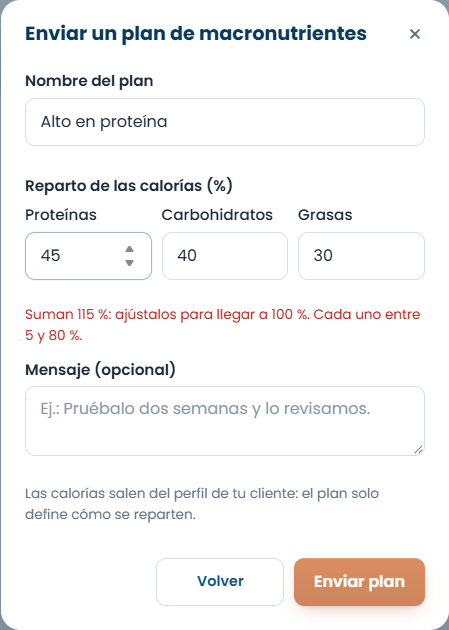 Enviar un plan de macronutrientes ×
Nombre del plan
Alto en proteína
Reparto de las calorías (%)
Proteínas Carbohidratos Grasas
45 40 30
Suman 115 %: ajústalos para llegar a 100 %. Cada uno entre
5 y 80 %.
Mensaje (opcional)
Ej.: Pruébalo dos semanas y lo revisamos.
Las calorías salen del perfil de tu cliente: el plan solo
define cómo se reparten.
Volver Enviar plan